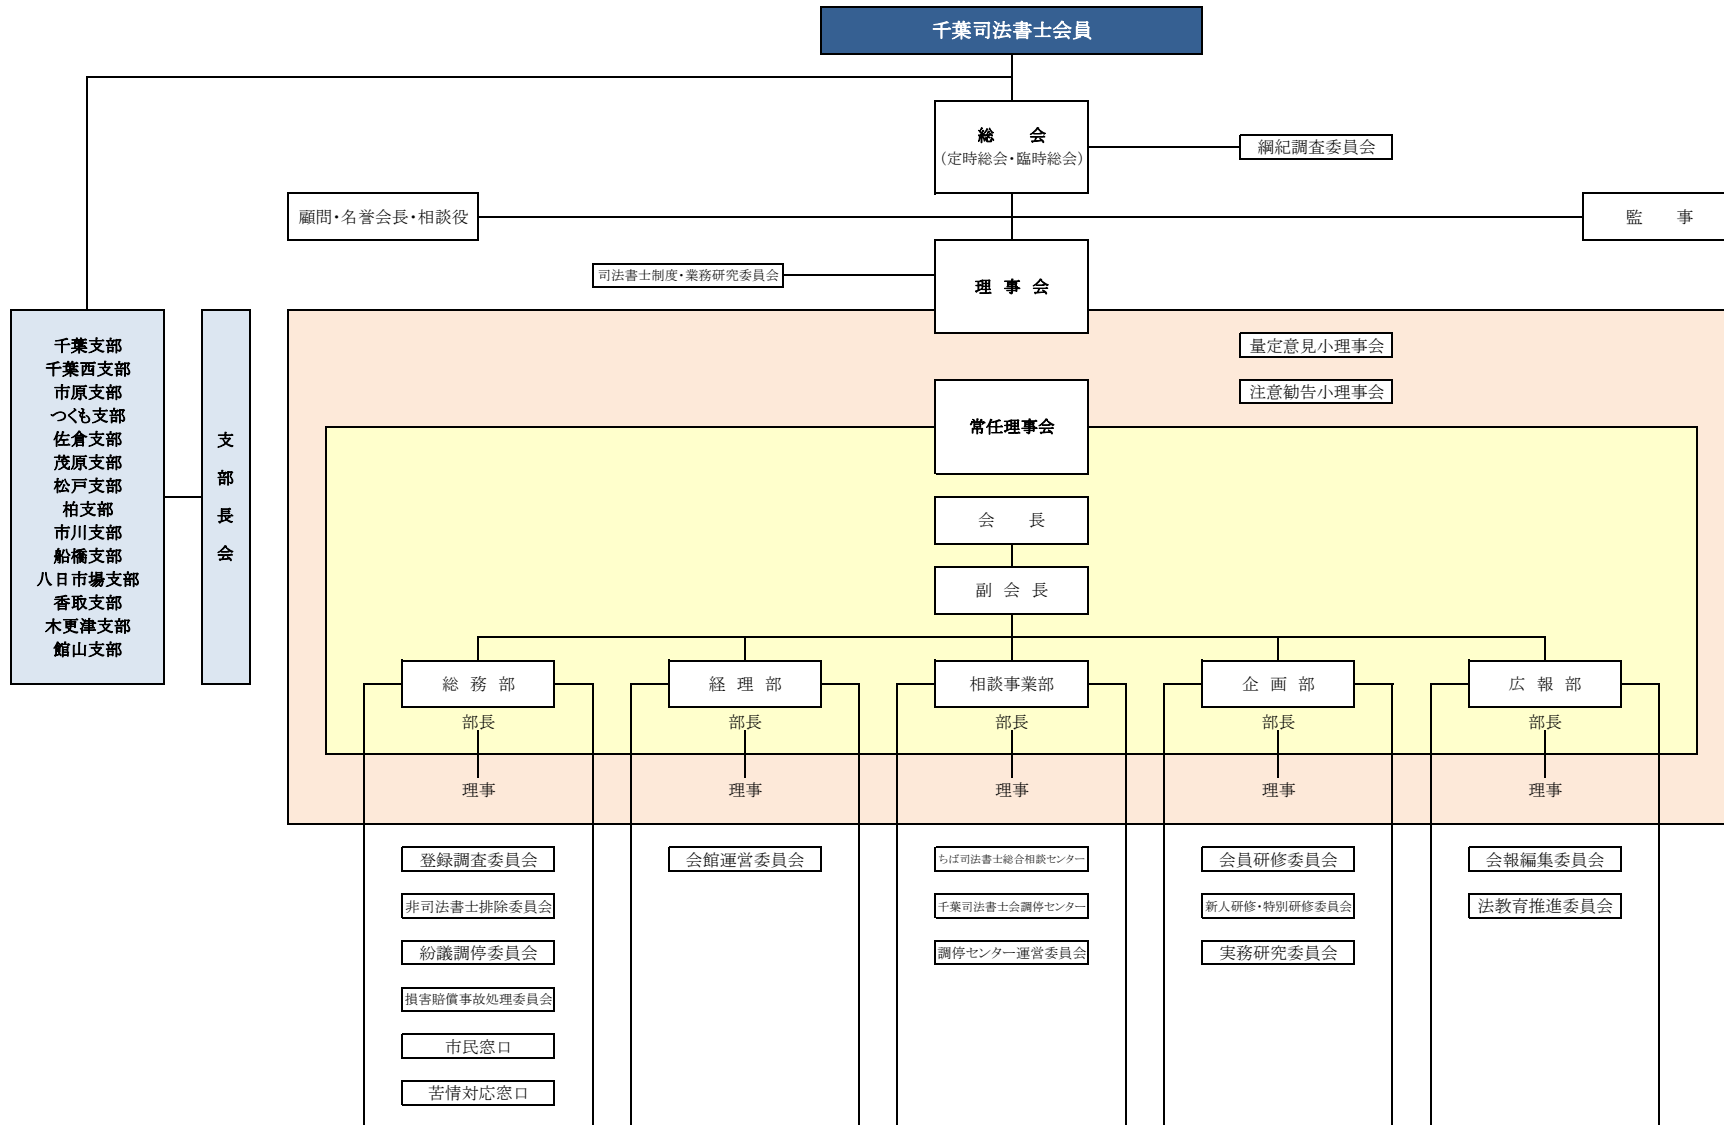 千葉司法書士会員
総　　会
（定時総会・臨時総会）
綱紀調査委員会
顧問・名誉会長・相談役
監　　事
司法書士制度・業務研究委員会
理 事 会
千葉支部
千葉西支部
市原支部
つくも支部
佐倉支部
茂原支部
松戸支部
柏支部
市川支部
船橋支部
八日市場支部
香取支部
木更津支部
館山支部
支
部
長
会
量定意見小理事会
注意勧告小理事会
常任理事会
会　　長
副 会 長
総 務 部
経 理 部
相談事業部
企 画 部
広 報 部
部長
部長
部長
部長
部長
理事
理事
理事
理事
理事
登録調査委員会
非司法書士排除委員会
紛議調停委員会
損害賠償事故処理委員会
市民窓口
苦情対応窓口
会館運営委員会
ちば司法書士総合相談センター
千葉司法書士会調停センター
調停センター運営委員会
会員研修委員会
新人研修・特別研修委員会
実務研究委員会
会報編集委員会
法教育推進委員会